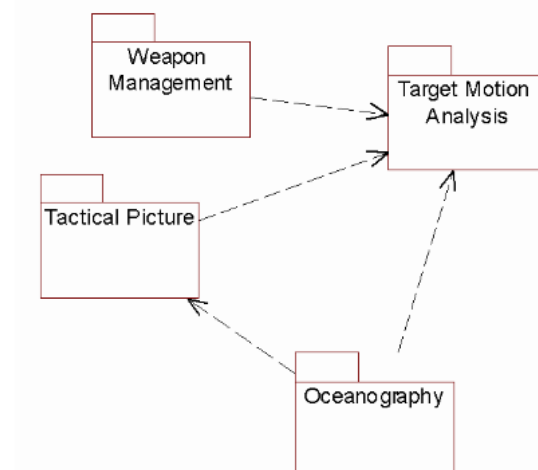 Weapon
Management
Target Motion
Analysis
Tactical Picture
Oceanography